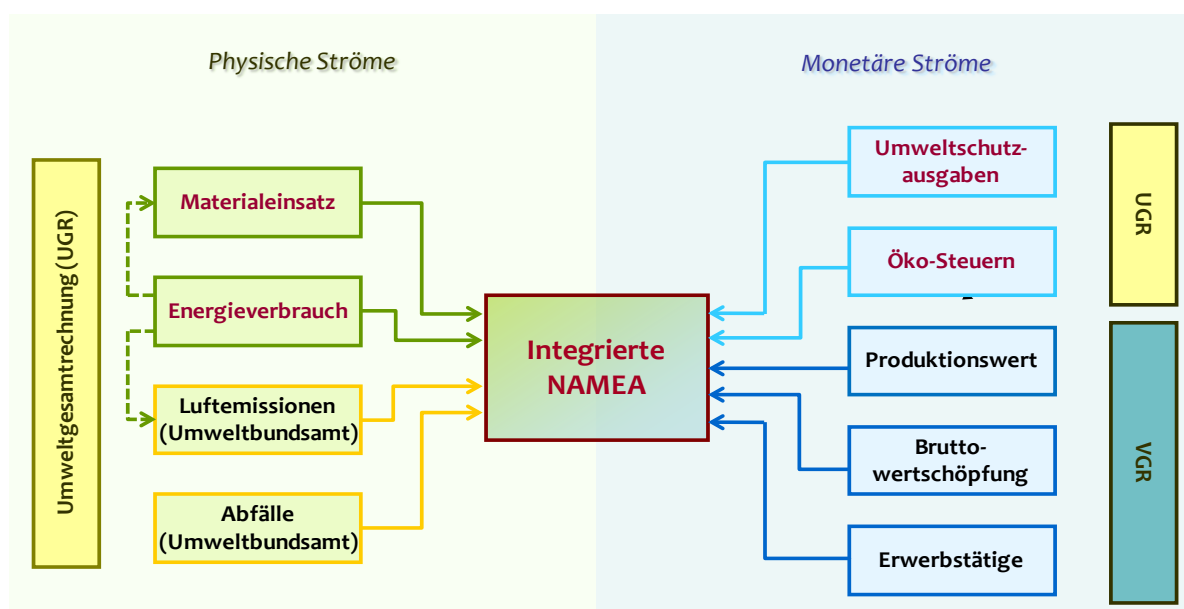 Physische Ströme
Monetäre Ströme
Umweltgesamtrechnung (UGR)
Materialeinsatz
Energieverbrauch
Luftemissionen
(Umweltbundsamt)
Abfälle
(Umweltbundsamt)
Integrierte
NAMEA
Umweltschutz-
ausgaben
Öko-Steuern
Produktionswert
Brutto-
wertschöpfung
Erwerbstätige
UGR
VGR